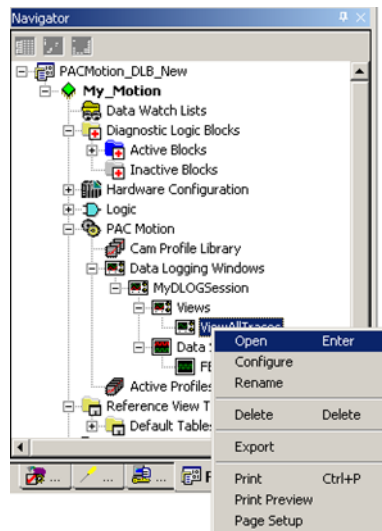 Navigator
PACMotion_DLB_New
My_Motion
Data Watch Lists
Diagnostic Logic Blocks
Active Blocks
Inactive Blocks
Hardware Configuration
Logic
PAC Motion
Cam Profile Library
Data Logging Windows
MyDLOGSession
Views
ViewAllTraces
Open Enter
Data
Configure
Rename
Active Profiles
Delete Delete
Reference View T
Default Table
Export
Print Ctrl+P
Print Preview
Page Setup